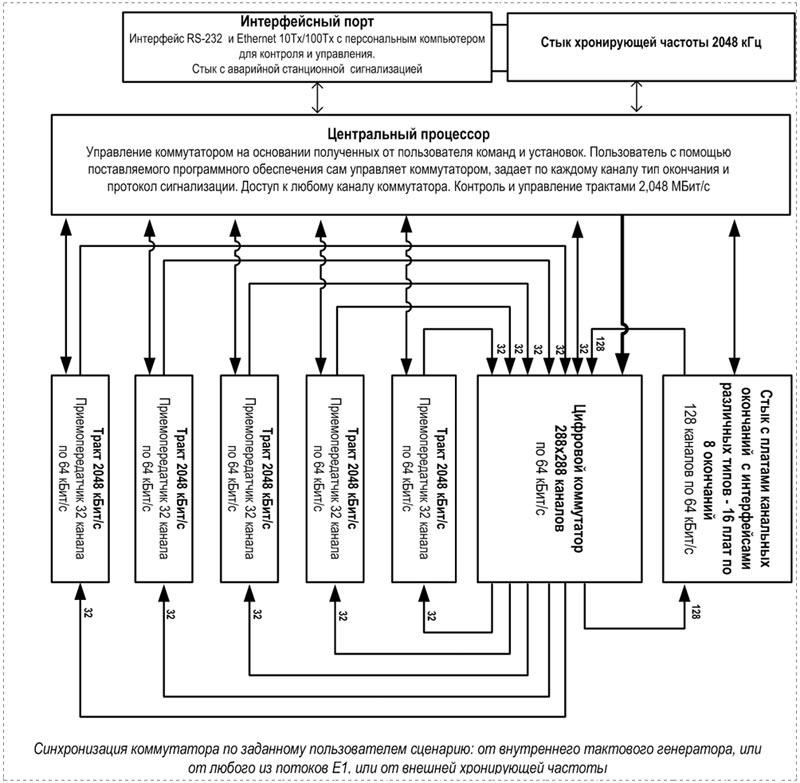 Интерфейсный порт
Интерфейс RS-232 и Ethernet 10Tx/100Tx с персональным компьютером
для контроля и управления.
Стык с аварийной станционной сигнализацией
Стык хронирующей частоты 2048 кГц
Центральный процессор
Управление коммутатором на основании полученных от пользователя команд и установок. Пользователь с помощью
поставляемого программного обеспечения сам управляет коммутатором, задает по каждому каналу тип окончания и
протокол сигнализации. Доступ к любому каналу коммутатора. Контроль и управление трактами 2,048 МБит/с
32
32
32
32
32
32
128
Тракт 2048 кБит/с
Приемопередатчик 32 канала
по 64 кБит/с
Тракт 2048 кБит/с
Приемопередатчик 32 канала
по 64 кБит/с
Тракт 2048 кБит/с
Приемопередатчик 32 канала
по 64 кБит/с
Тракт 2048 кБит/с
Приемопередатчик 32 канала
по 64 кБит/с
Тракт 2048 кБит/с
Приемопередатчик 32 канала
по 64 кБит/с
Цифровой коммутатор
288x288 каналов
по 64 кБит/с
Стык с платами канальных
окончаний с интерфейсами
различных типов - 16 плат по
8 окончаний
128 каналов по 64 кБит/с
32
32
32
32
32
128
Синхронизация коммутатора по заданному пользователем сценарию: от внутреннего тактового генератора, или
от любого из потоков E1, или от внешней хронирующей частоты